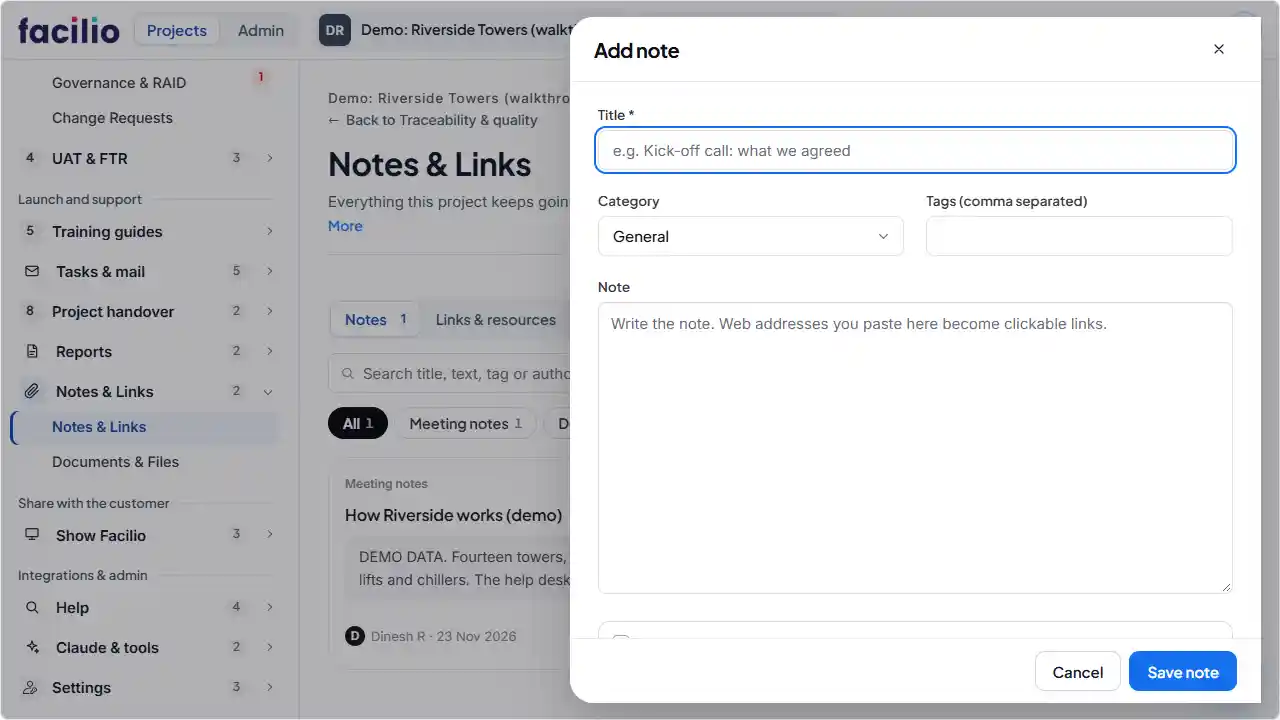 facilio
Projects
Admin
DR
Demo: Riverside Towers
Governance & RAID
1
Change Requests
4
UAT & FTR
3
Launch and support
5
Training guides
Tasks & mail
5
8
Project handover
2
Reports
2
Notes & Links
2
Notes & Links
Documents & Files
Share with the customer
Show Facilio
3
Integrations & admin
Help
4
Claude & tools
2
Settings
3
Demo: Riverside Towers
← Back to Traceability & quality
Notes & Links
Everything this project keeps
More
Notes 1
Links & resources
Search title, text, tag or
All 1
Meeting notes 1
Meeting notes
How Riverside works (demo)
DEMO DATA. Fourteen towers,
lifts and chillers. The help desk
D
Dinesh R · 23 Nov 2026
Add note
×
Title *
e.g. Kick-off call: what we agreed
Category
Tags (comma separated)
General
Note
Write the note. Web addresses you paste here become clickable links.
Cancel
Save note